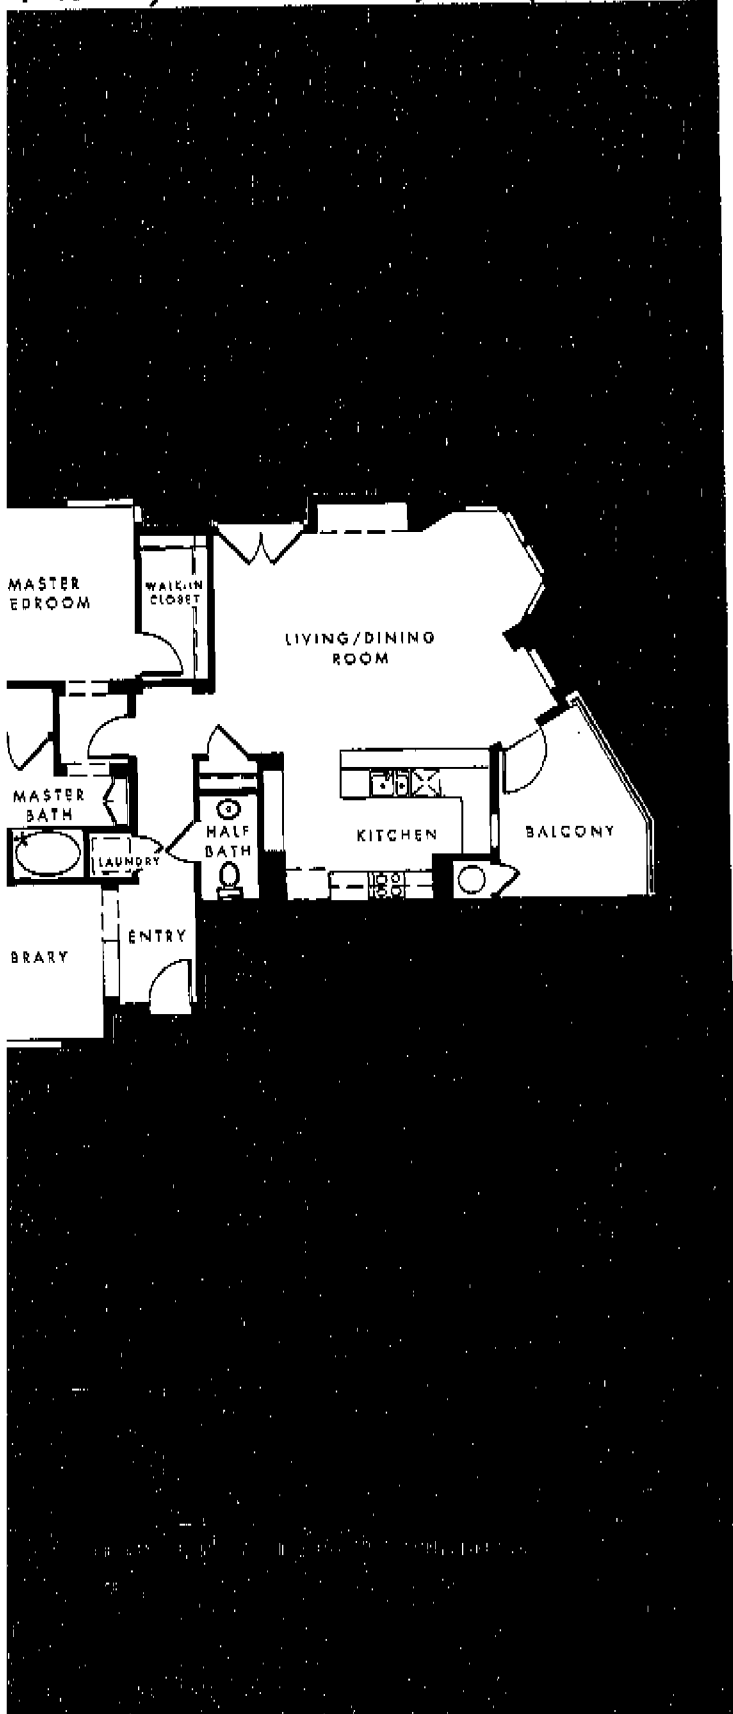 MASTER
EDROOM
WALK-IN
CLOSET
LIVING/DINING
ROOM
MASTER
BATH
HALF
BATH
KITCHEN
BALCONY
LAUNDRY
ENTRY
BRARY